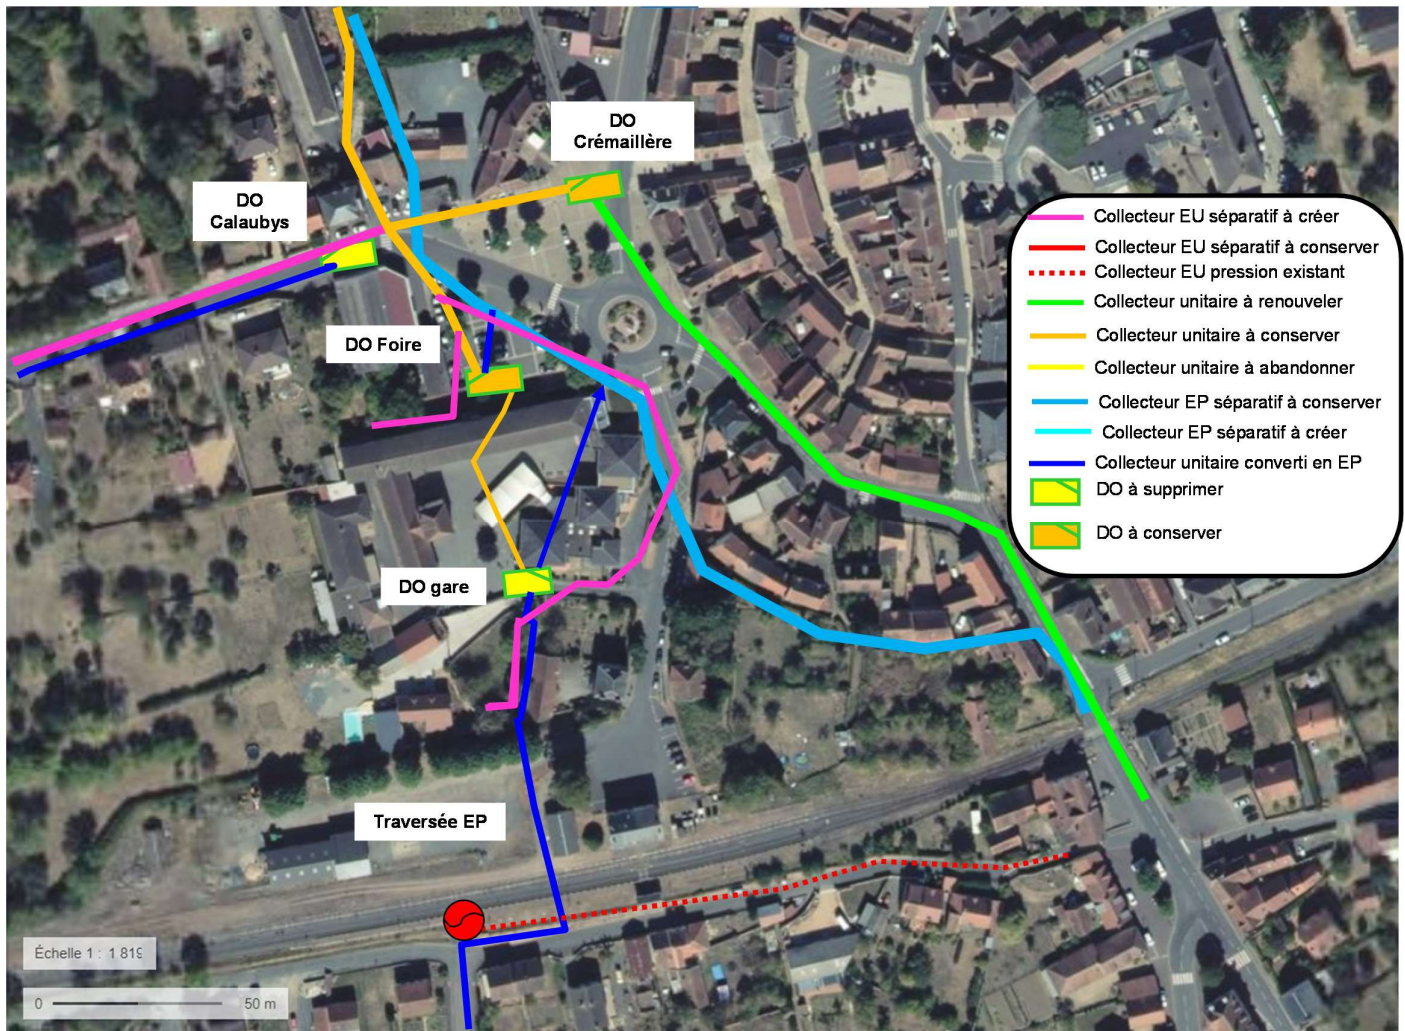 DO
Crémaillère
DO
Calaubys
DO Foire
DO gare
Traversée EP
Collecteur EU séparatif à créer
Collecteur EU séparatif à conserver
Collecteur EU pression existant
Collecteur unitaire à renouveler
Collecteur unitaire à conserver
Collecteur unitaire à abandonner
Collecteur EP séparatif à conserver
Collecteur EP séparatif à créer
Collecteur unitaire converti en EP
DO à supprimer
DO à conserver
Échelle 1 : 1 819
0 50 m